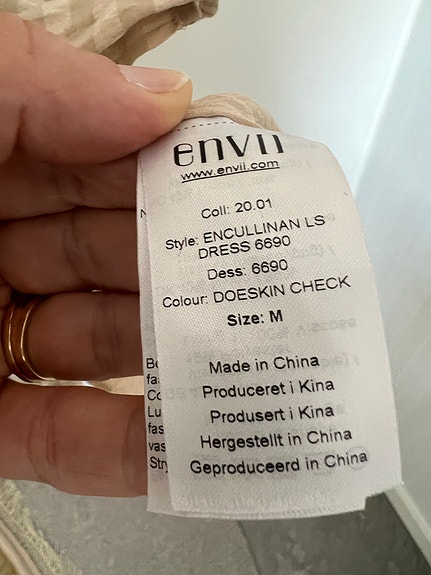 envii
www.envii.com
Coll: 20.01
Style: ENCULLINAN LS
DRESS 6690
Dess: 6690
Colour: DOESKIN CHECK
Size: M
Made in China
Produceret i Kina
Produsert i Kina
Hergestellt in China
Geproduceerd in China